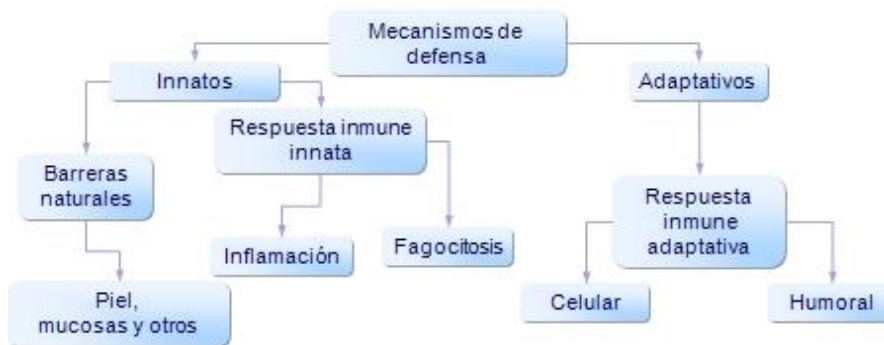 Mecanismos de
defensa
Innatos
Adaptativos
Respuesta inmune
innata
Barreras
naturales
Respuesta
inmune
adaptativa
Inflamación
Fagocitosis
Piel,
mucosas y otros
Celular
Humoral